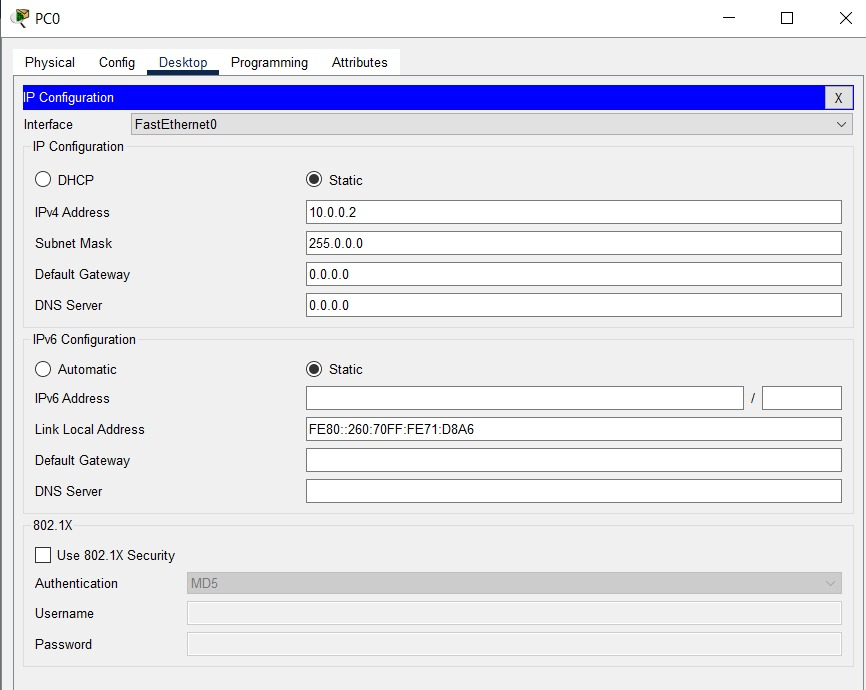 PC0
Physical Config Desktop Programming Attributes
IP Configuration X
Interface FastEthernet0
IP Configuration
DHCP Static
IPv4 Address 10.0.0.2
Subnet Mask 255.0.0.0
Default Gateway 0.0.0.0
DNS Server 0.0.0.0
IPv6 Configuration
Automatic Static
IPv6 Address /
Link Local Address FE80::260:70FF:FE71:D8A6
Default Gateway
DNS Server
802.1X
Use 802.1X Security
Authentication MD5
Username
Password